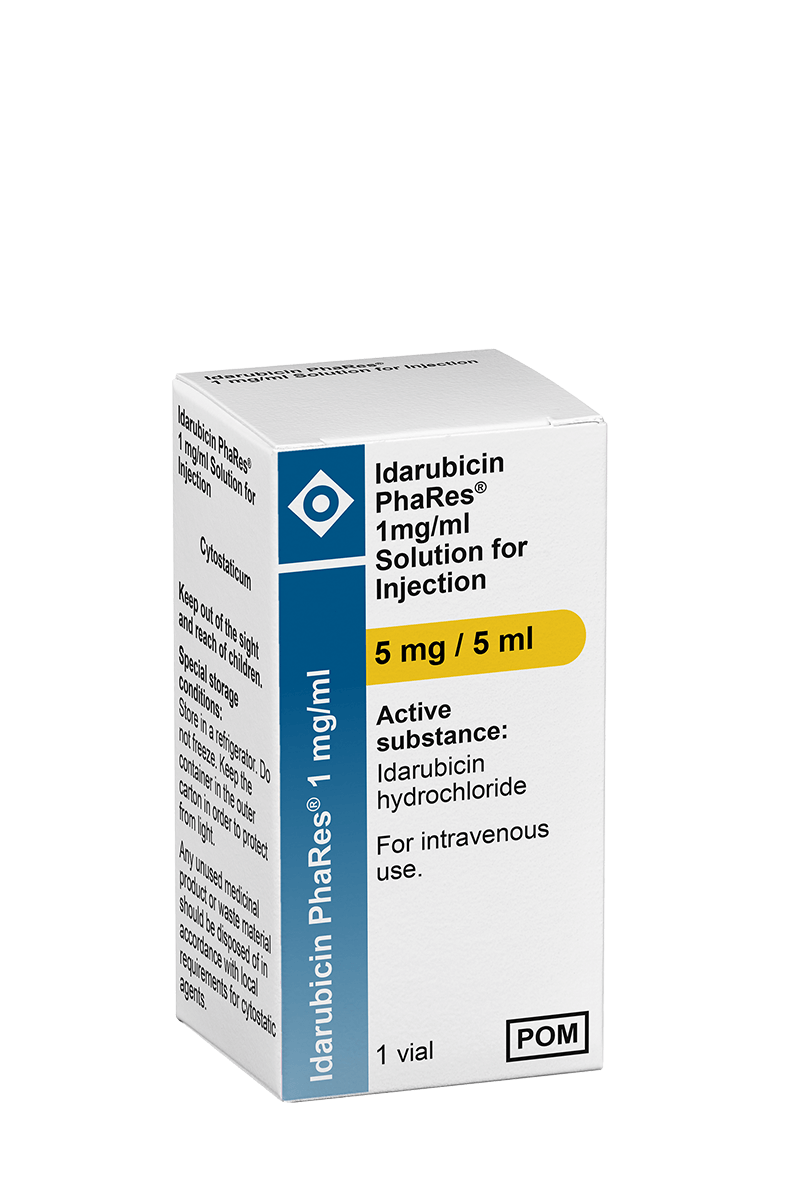 Idarubicin PhaRes®
1 mg/ml Solution for Injection
Idarubicin PhaRes®
1 mg/ml Solution for
Injection
Cytostaticum
Keep out of the sight
and reach of children.
Special storage
conditions:
Store in a refrigerator. Do
not freeze. Keep the
container in the outer
carton in order to protect
from light.
Any unused medicinal
product or waste material
should be disposed of in
accordance with local
requirements for cytostatic
agents.
Idarubicin PhaRes® 1 mg/ml
Idarubicin
PhaRes®
1mg/ml
Solution for
Injection
5 mg / 5 ml
Active
substance:
Idarubicin
hydrochloride
For intravenous
use.
1 vial
POM